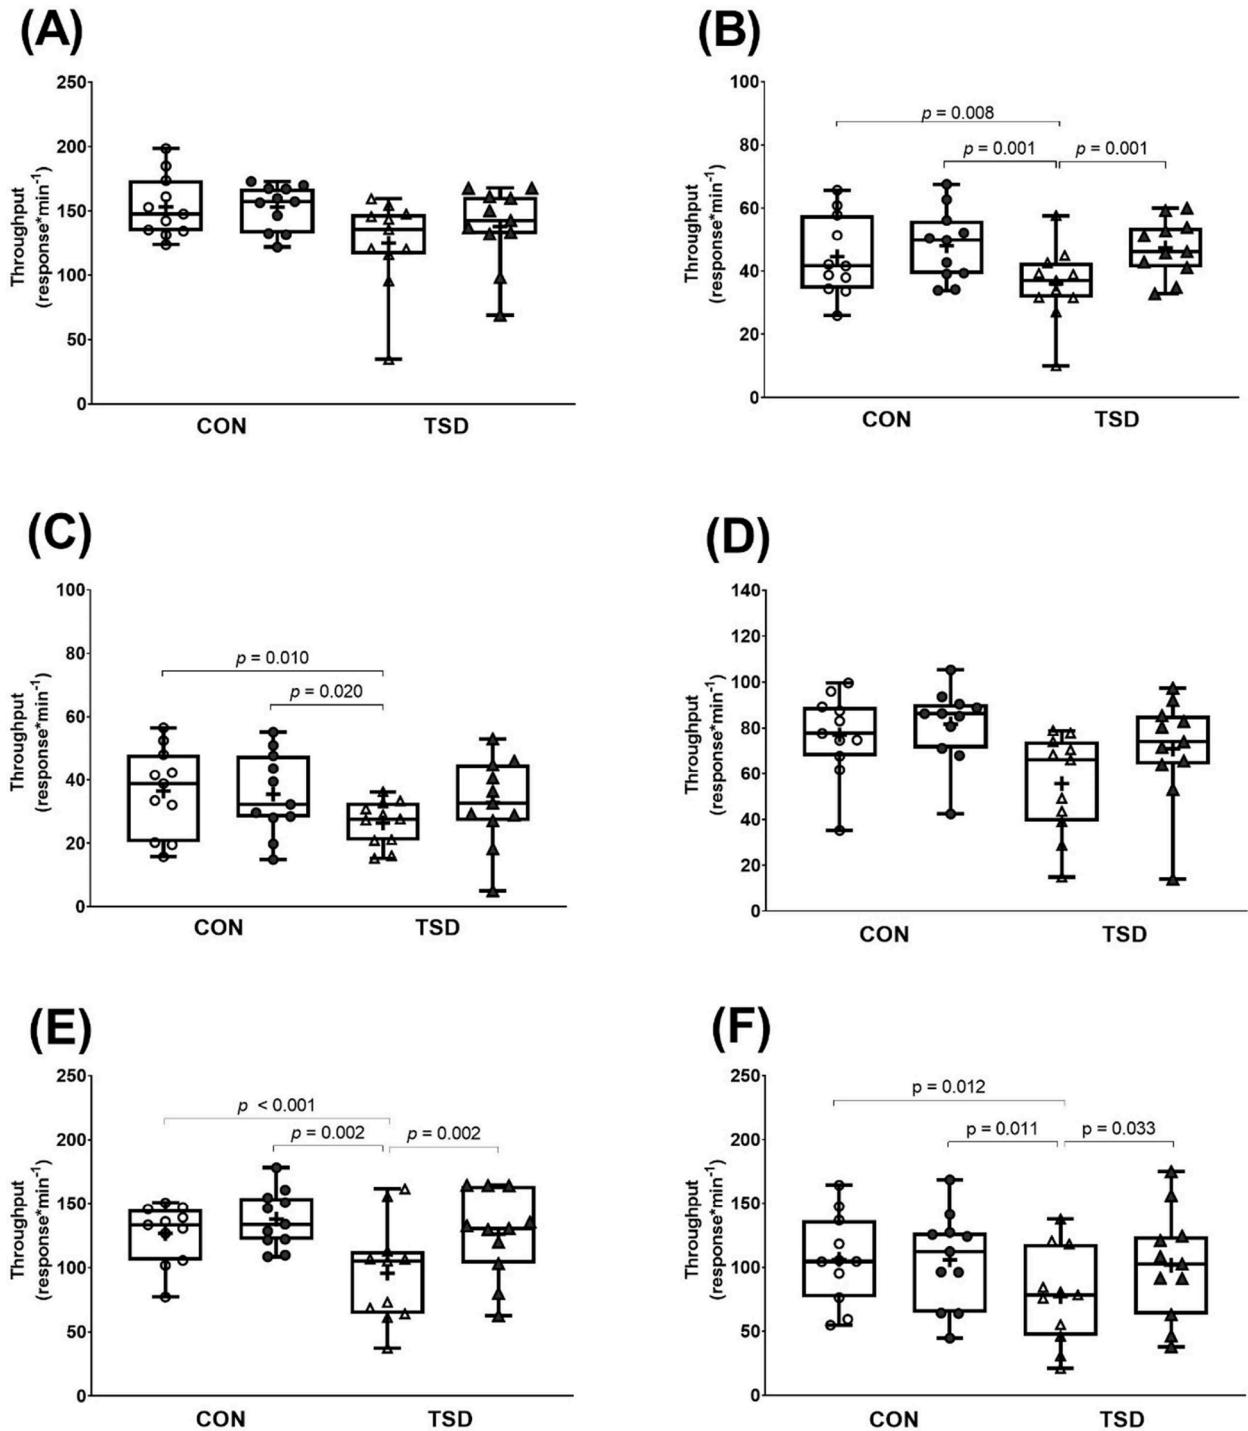 (A)
Throughput
(response*min⁻¹)
250
200
150
100
50
0
CON
TSD
(B)
Throughput
(response*min⁻¹)
100
80
60
40
20
0
p = 0.008
p = 0.001
p = 0.001
CON
TSD
(C)
Throughput
(response*min⁻¹)
100
80
60
40
20
0
p = 0.010
p = 0.020
CON
TSD
(D)
Throughput
(response*min⁻¹)
140
120
100
80
60
40
20
0
CON
TSD
(E)
Throughput
(response*min⁻¹)
250
200
150
100
50
0
p < 0.001
p = 0.002
p = 0.002
CON
TSD
(F)
Throughput
(response*min⁻¹)
250
200
150
100
50
0
p = 0.012
p = 0.011
p = 0.033
CON
TSD